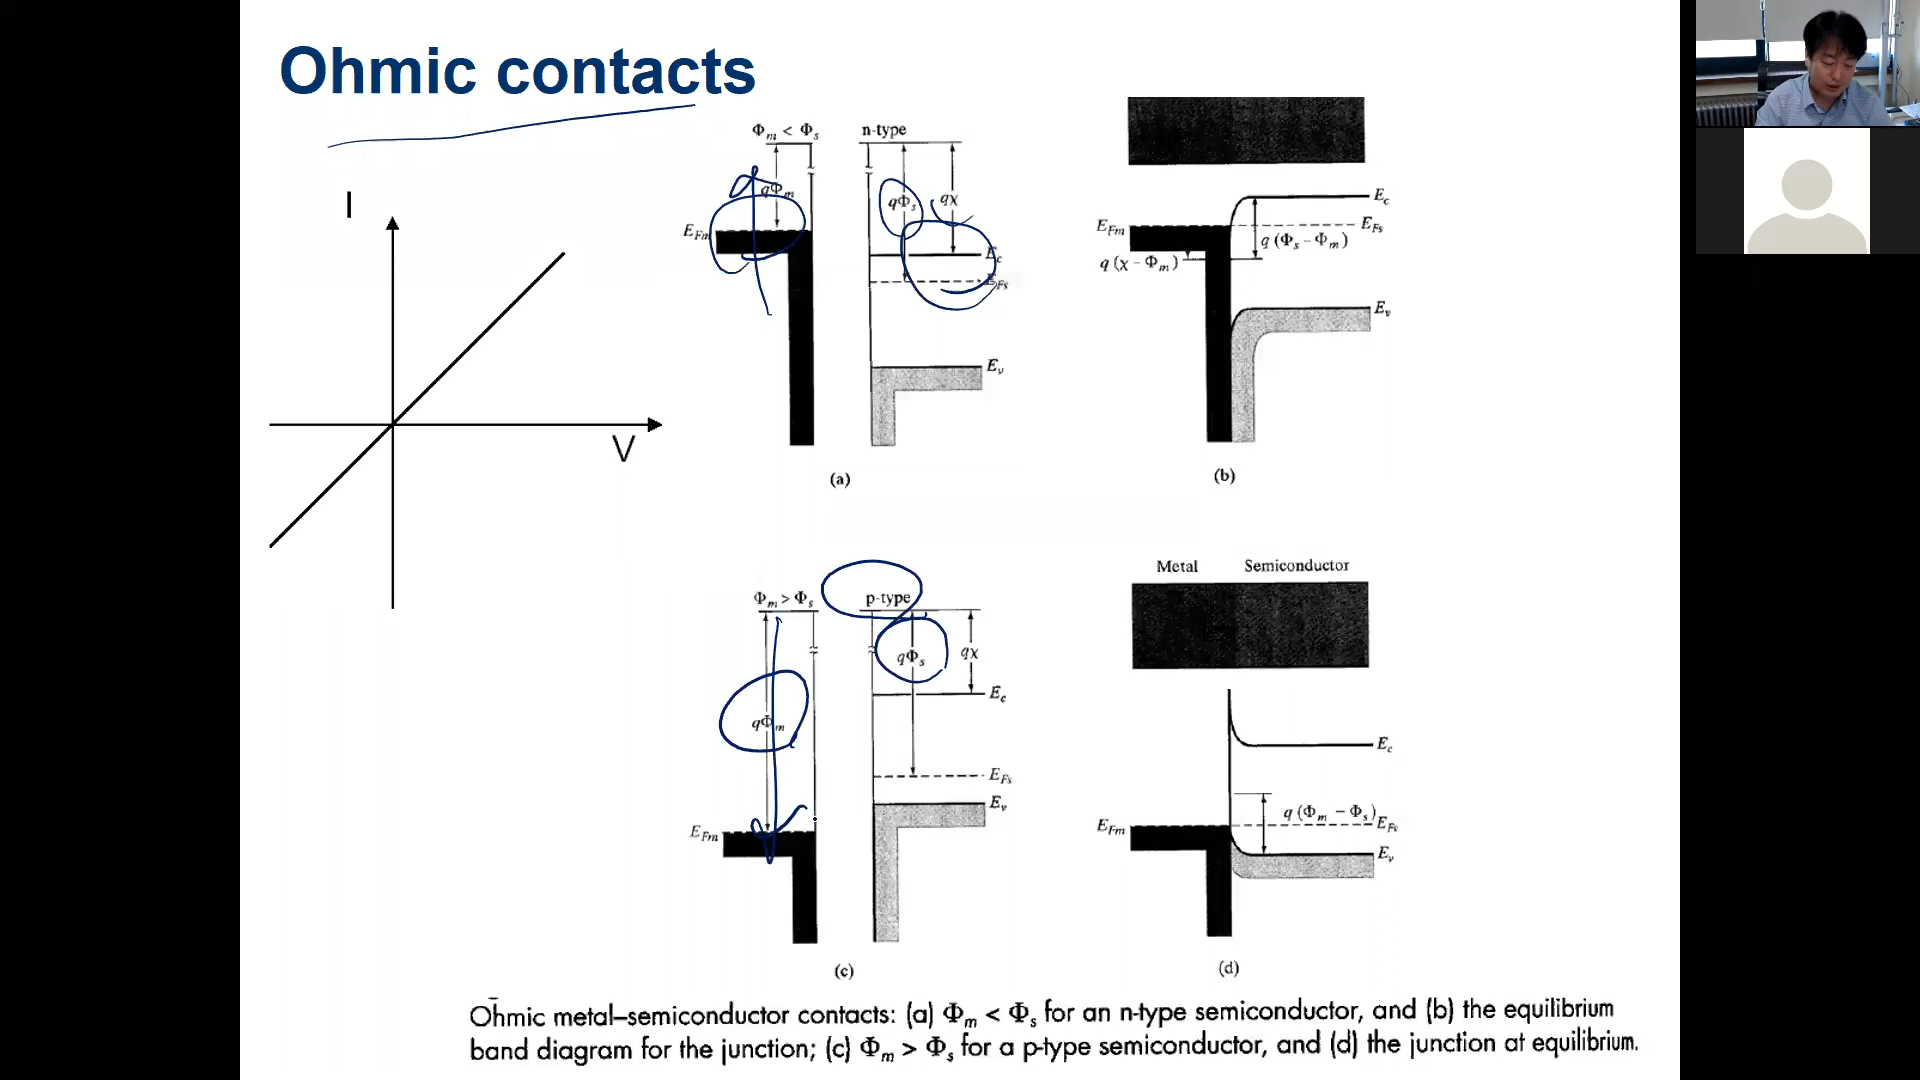 Ohmic contacts
I
V
Φm < Φs
n-type
qΦm
qΦs
qχ
EFm
Ec
EFs
Ev
(a)
Ec
EFm
EFs
q (Φs - Φm)
q (χ - Φm)
Ev
(b)
Φm > Φs
p-type
qΦs
qχ
Ec
qΦm
EFs
Ev
EFm
(c)
Metal
Semiconductor
Ec
q (Φm - Φs)
EFm
EFs
Ev
(d)
Ohmic metal–semiconductor contacts: (a) Φm < Φs for an n-type semiconductor, and (b) the equilibrium
band diagram for the junction; (c) Φm > Φs for a p-type semiconductor, and (d) the junction at equilibrium.